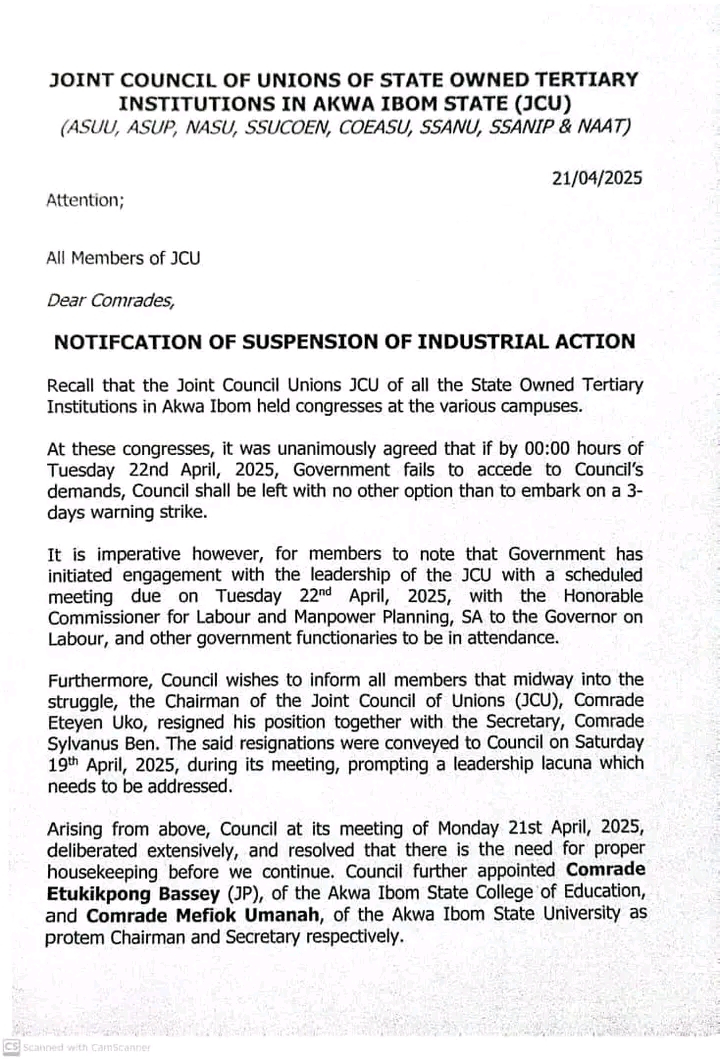 JOINT COUNCIL OF UNIONS OF STATE OWNED TERTIARY
INSTITUTIONS IN AKWA IBOM STATE (JCU)
(ASUU, ASUP, NASU, SSUCOEN, COEASU, SSANU, SSANIP & NAAT)
21/04/2025
Attention;
All Members of JCU
Dear Comrades,
NOTIFCATION OF SUSPENSION OF INDUSTRIAL ACTION
Recall that the Joint Council Unions JCU of all the State Owned Tertiary
Institutions in Akwa Ibom held congresses at the various campuses.
At these congresses, it was unanimously agreed that if by 00:00 hours of
Tuesday 22nd April, 2025, Government fails to accede to Council's
demands, Council shall be left with no other option than to embark on a 3-
days warning strike.
It is imperative however, for members to note that Government has
initiated engagement with the leadership of the JCU with a scheduled
meeting due on Tuesday 22nd April, 2025, with the Honorable
Commissioner for Labour and Manpower Planning, SA to the Governor on
Labour, and other government functionaries to be in attendance.
Furthermore, Council wishes to inform all members that midway into the
struggle, the Chairman of the Joint Council of Unions (JCU), Comrade
Eteyen Uko, resigned his position together with the Secretary, Comrade
Sylvanus Ben. The said resignations were conveyed to Council on Saturday
19th April, 2025, during its meeting, prompting a leadership lacuna which
needs to be addressed.
Arising from above, Council at its meeting of Monday 21st April, 2025,
deliberated extensively, and resolved that there is the need for proper
housekeeping before we continue. Council further appointed Comrade
Etukikpong Bassey (JP), of the Akwa Ibom State College of Education,
and Comrade Mefiok Umanah, of the Akwa Ibom State University as
protem Chairman and Secretary respectively.
CS Scanned with CamScanner